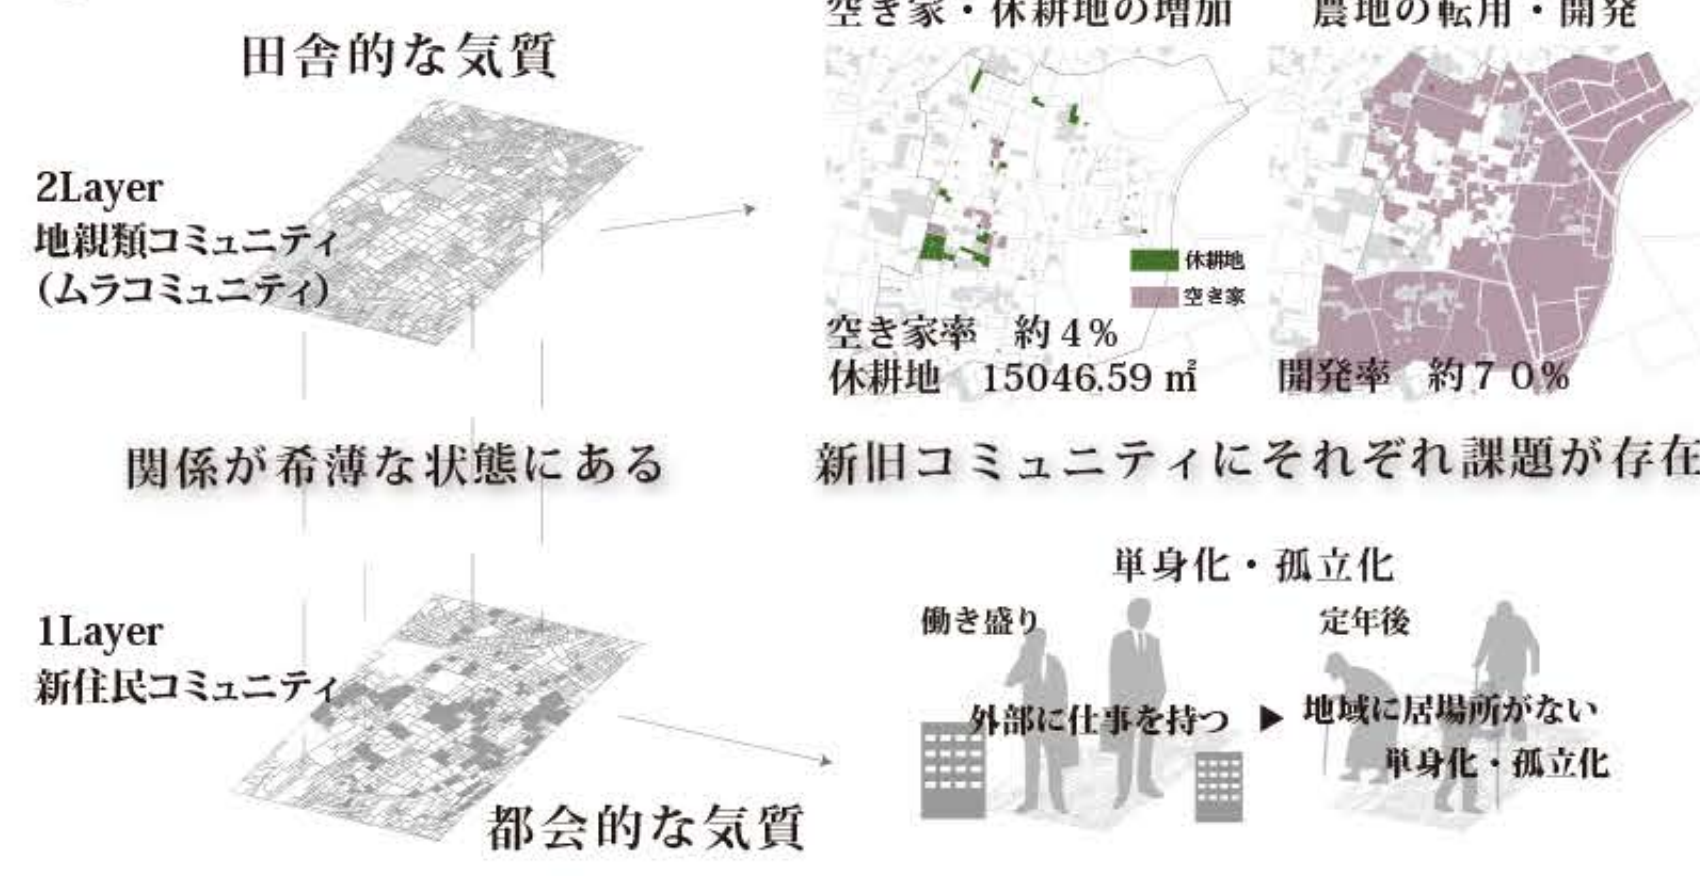 田舎的な気質
2Layer
地親類コミュニティ
(ムラコミュニティ)
空き家・休耕地の増加
農地の転用・開発
休耕地
空き家
空き家率 約4%
休耕地 15046.59 ㎡
開発率 約70%
関係が希薄な状態にある
新旧コミュニティにそれぞれ課題が存在
1Layer
新住民コミュニティ
都会的な気質
単身化・孤立化
働き盛り
定年後
外部に仕事を持つ ▶ 地域に居場所がない
単身化・孤立化